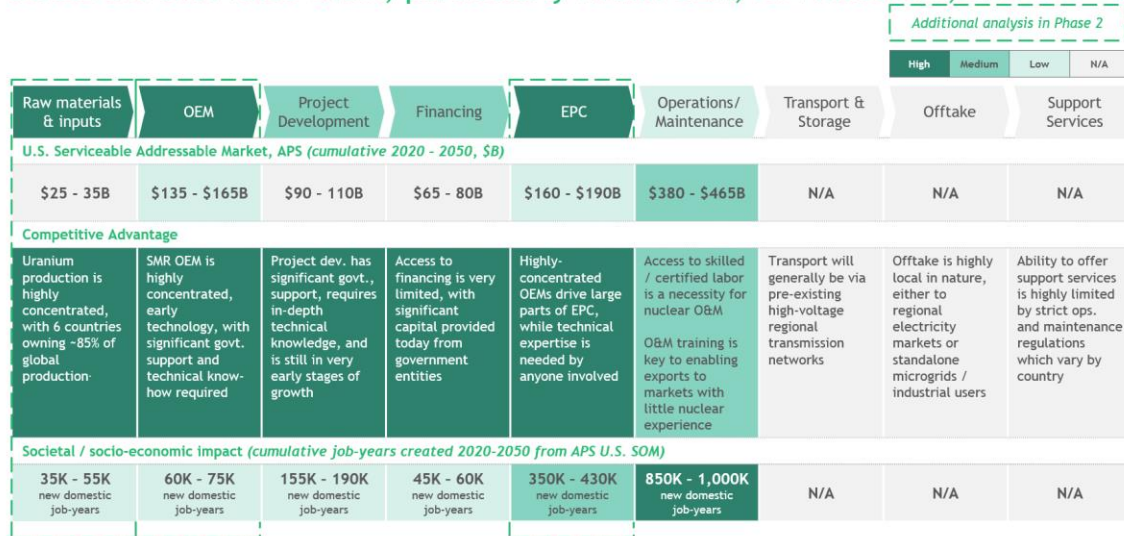 Additional analysis in Phase 2
High Medium Low N/A
Raw materials & inputs
OEM
Project Development
Financing
EPC
Operations/ Maintenance
Transport & Storage
Offtake
Support Services
U.S. Serviceable Addressable Market, APS (cumulative 2020 - 2050, $B)
$25 - 35B
$135 - $165B
$90 - 110B
$65 - 80B
$160 - $190B
$380 - $465B
N/A
N/A
N/A
Competitive Advantage
Uranium
production is
highly
concentrated,
with 6 countries
owning ~85% of
global
production
SMR OEM is
highly
concentrated,
early
technology, with
significant govt.
support and
technical know-
how required
Project dev. has
significant govt.,
support, requires
in-depth
technical
knowledge, and
is still in very
early stages of
growth
Access to
financing is very
limited, with
significant
capital provided
today from
government
entities
Highly-
concentrated
OEMs drive large
parts of EPC,
while technical
expertise is
needed by
anyone involved
Access to skilled
/ certified labor
is a necessity for
nuclear O&M
O&M training is
key to enabling
exports to
markets with
little nuclear
experience
Transport will
generally be via
pre-existing
high-voltage
regional
transmission
networks
Offtake is highly
local in nature,
either to
regional
electricity
markets or
standalone
microgrids /
industrial users
Ability to offer
support services
is highly limited
by strict ops.
and maintenance
regulations
which vary by
country
Societal / socio-economic impact (cumulative job-years created 2020-2050 from APS U.S. SOM)
35K - 55K
new domestic
job-years
60K - 75K
new domestic
job-years
155K - 190K
new domestic
job-years
45K - 60K
new domestic
job-years
350K - 430K
new domestic
job-years
850K - 1,000K
new domestic
job-years
N/A
N/A
N/A